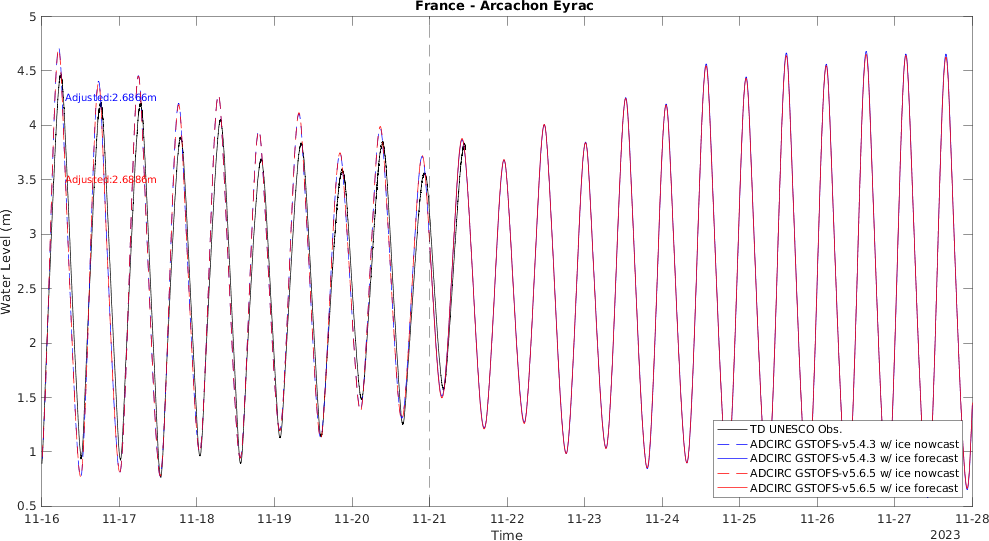 France - Arcachon Eyrac
5
4.5
4
3.5
3
2.5
2
1.5
1
0.5
Water Level (m)
Adjusted:2.6866m
Adjusted:2.6886m
TD UNESCO Obs.
ADCIRC GSTOFS-v5.4.3 w/ ice nowcast
ADCIRC GSTOFS-v5.4.3 w/ ice forecast
ADCIRC GSTOFS-v5.6.5 w/ ice nowcast
ADCIRC GSTOFS-v5.6.5 w/ ice forecast
11-16 11-17 11-18 11-19 11-20 11-21 11-22 11-23 11-24 11-25 11-26 11-27 11-28
Time
2023